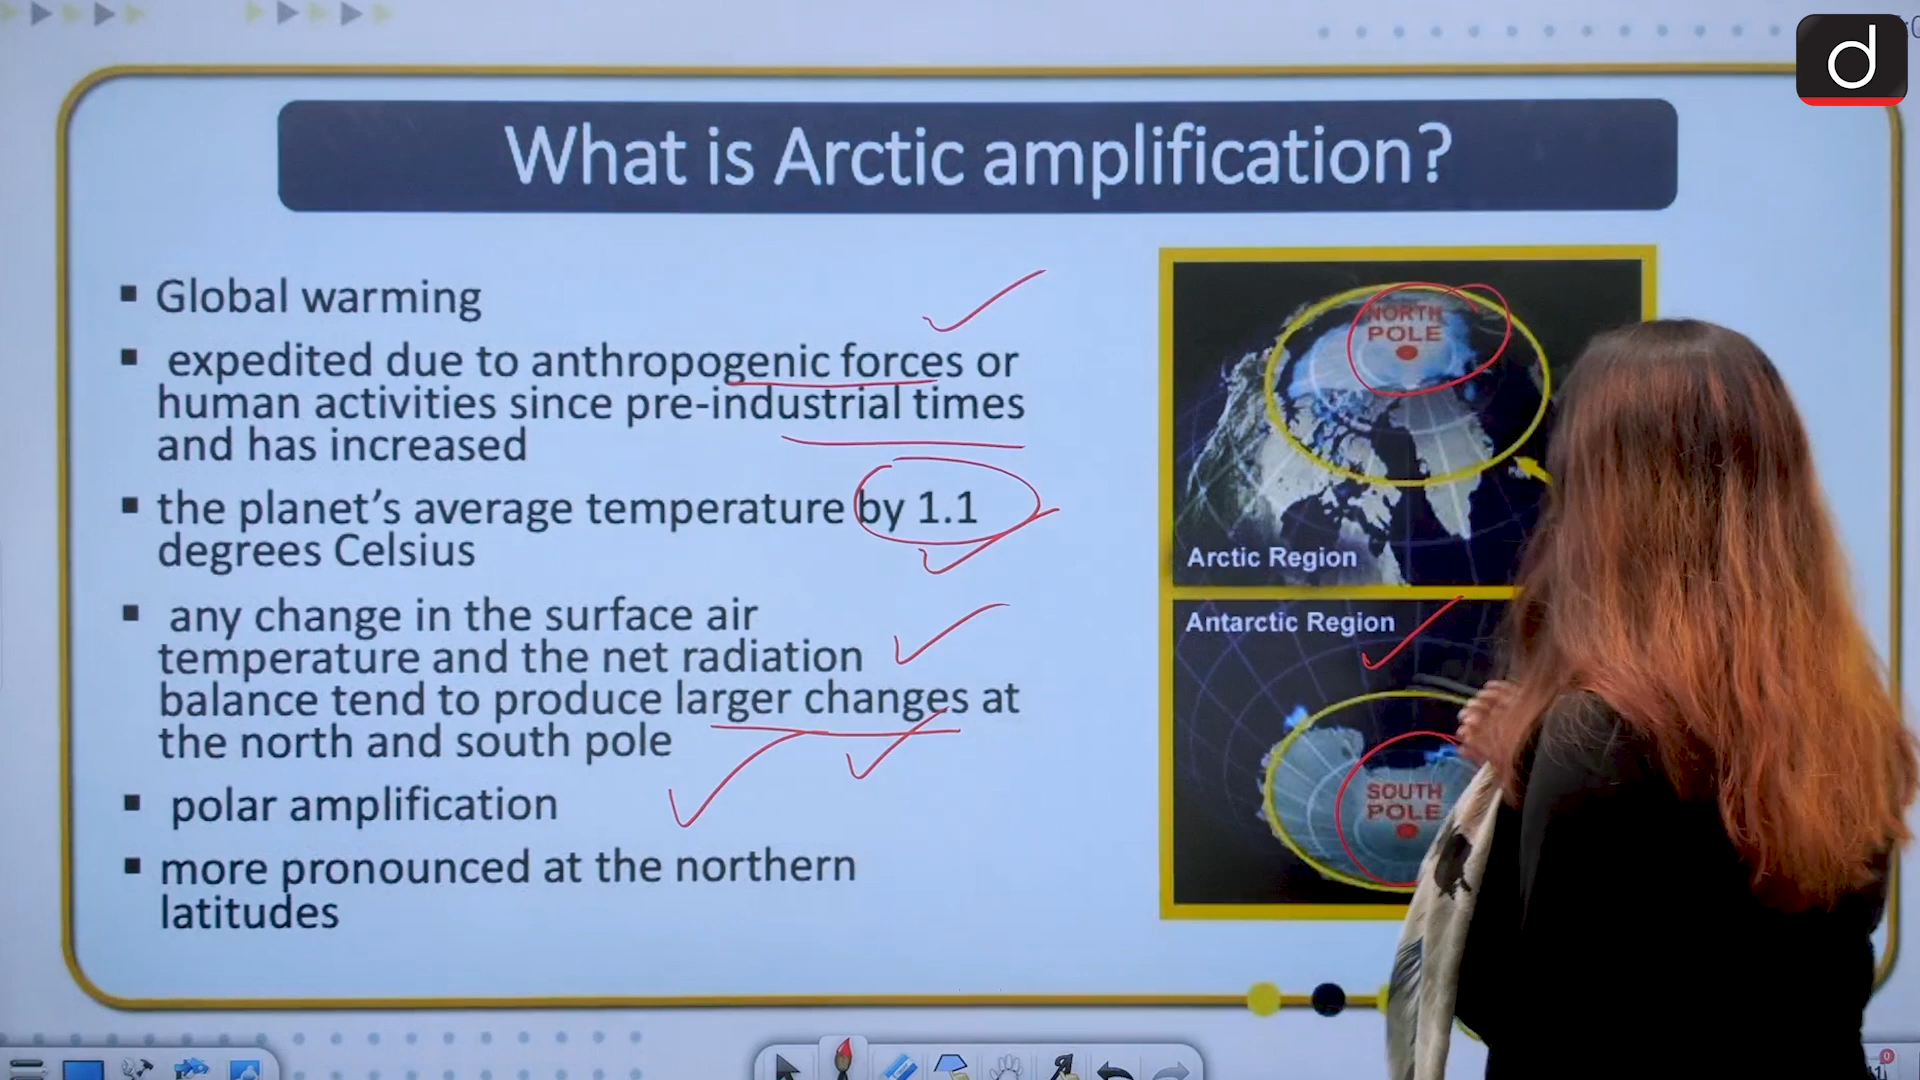 d
What is Arctic amplification?
▪ Global warming
▪ expedited due to anthropogenic forces or
human activities since pre-industrial times
and has increased
▪ the planet’s average temperature by 1.1
degrees Celsius
▪ any change in the surface air
temperature and the net radiation
balance tend to produce larger changes at
the north and south pole
▪ polar amplification
▪ more pronounced at the northern
latitudes
NORTH
POLE
Arctic Region
Antarctic Region
SOUTH
POLE